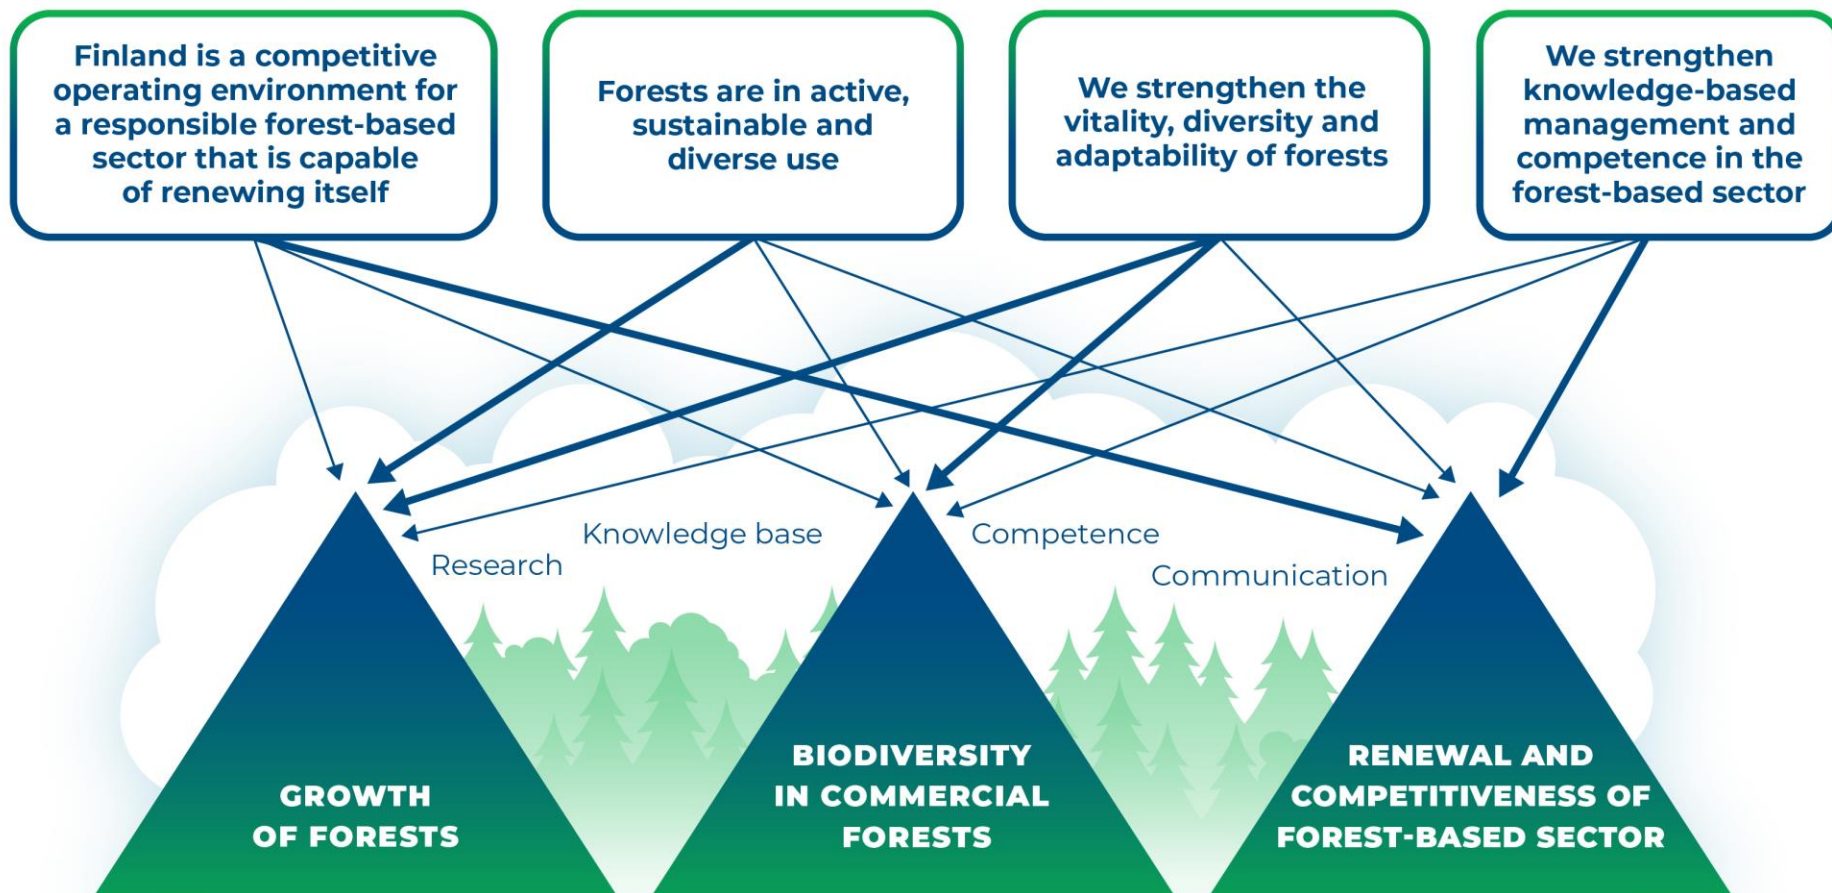 Finland is a competitive
operating environment for
a responsible forest-based
sector that is capable
of renewing itself
Forests are in active,
sustainable and
diverse use
We strengthen the
vitality, diversity and
adaptability of forests
We strengthen
knowledge-based
management and
competence in the
forest-based sector
Research
Knowledge base
Competence
Communication
GROWTH
OF FORESTS
BIODIVERSITY
IN COMMERCIAL
FORESTS
RENEWAL AND
COMPETITIVENESS OF
FOREST-BASED SECTOR